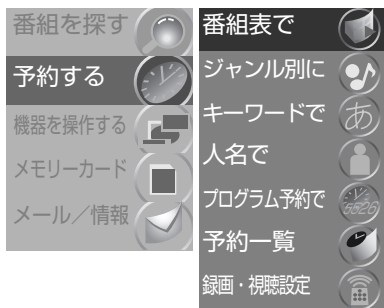 番組を探す
予約する
機器を操作する
メモリーカード
メール／情報
番組表で
ジャンル別に
キーワードで
あ
人名で
プログラム予約で
予約一覧
録画・視聴設定